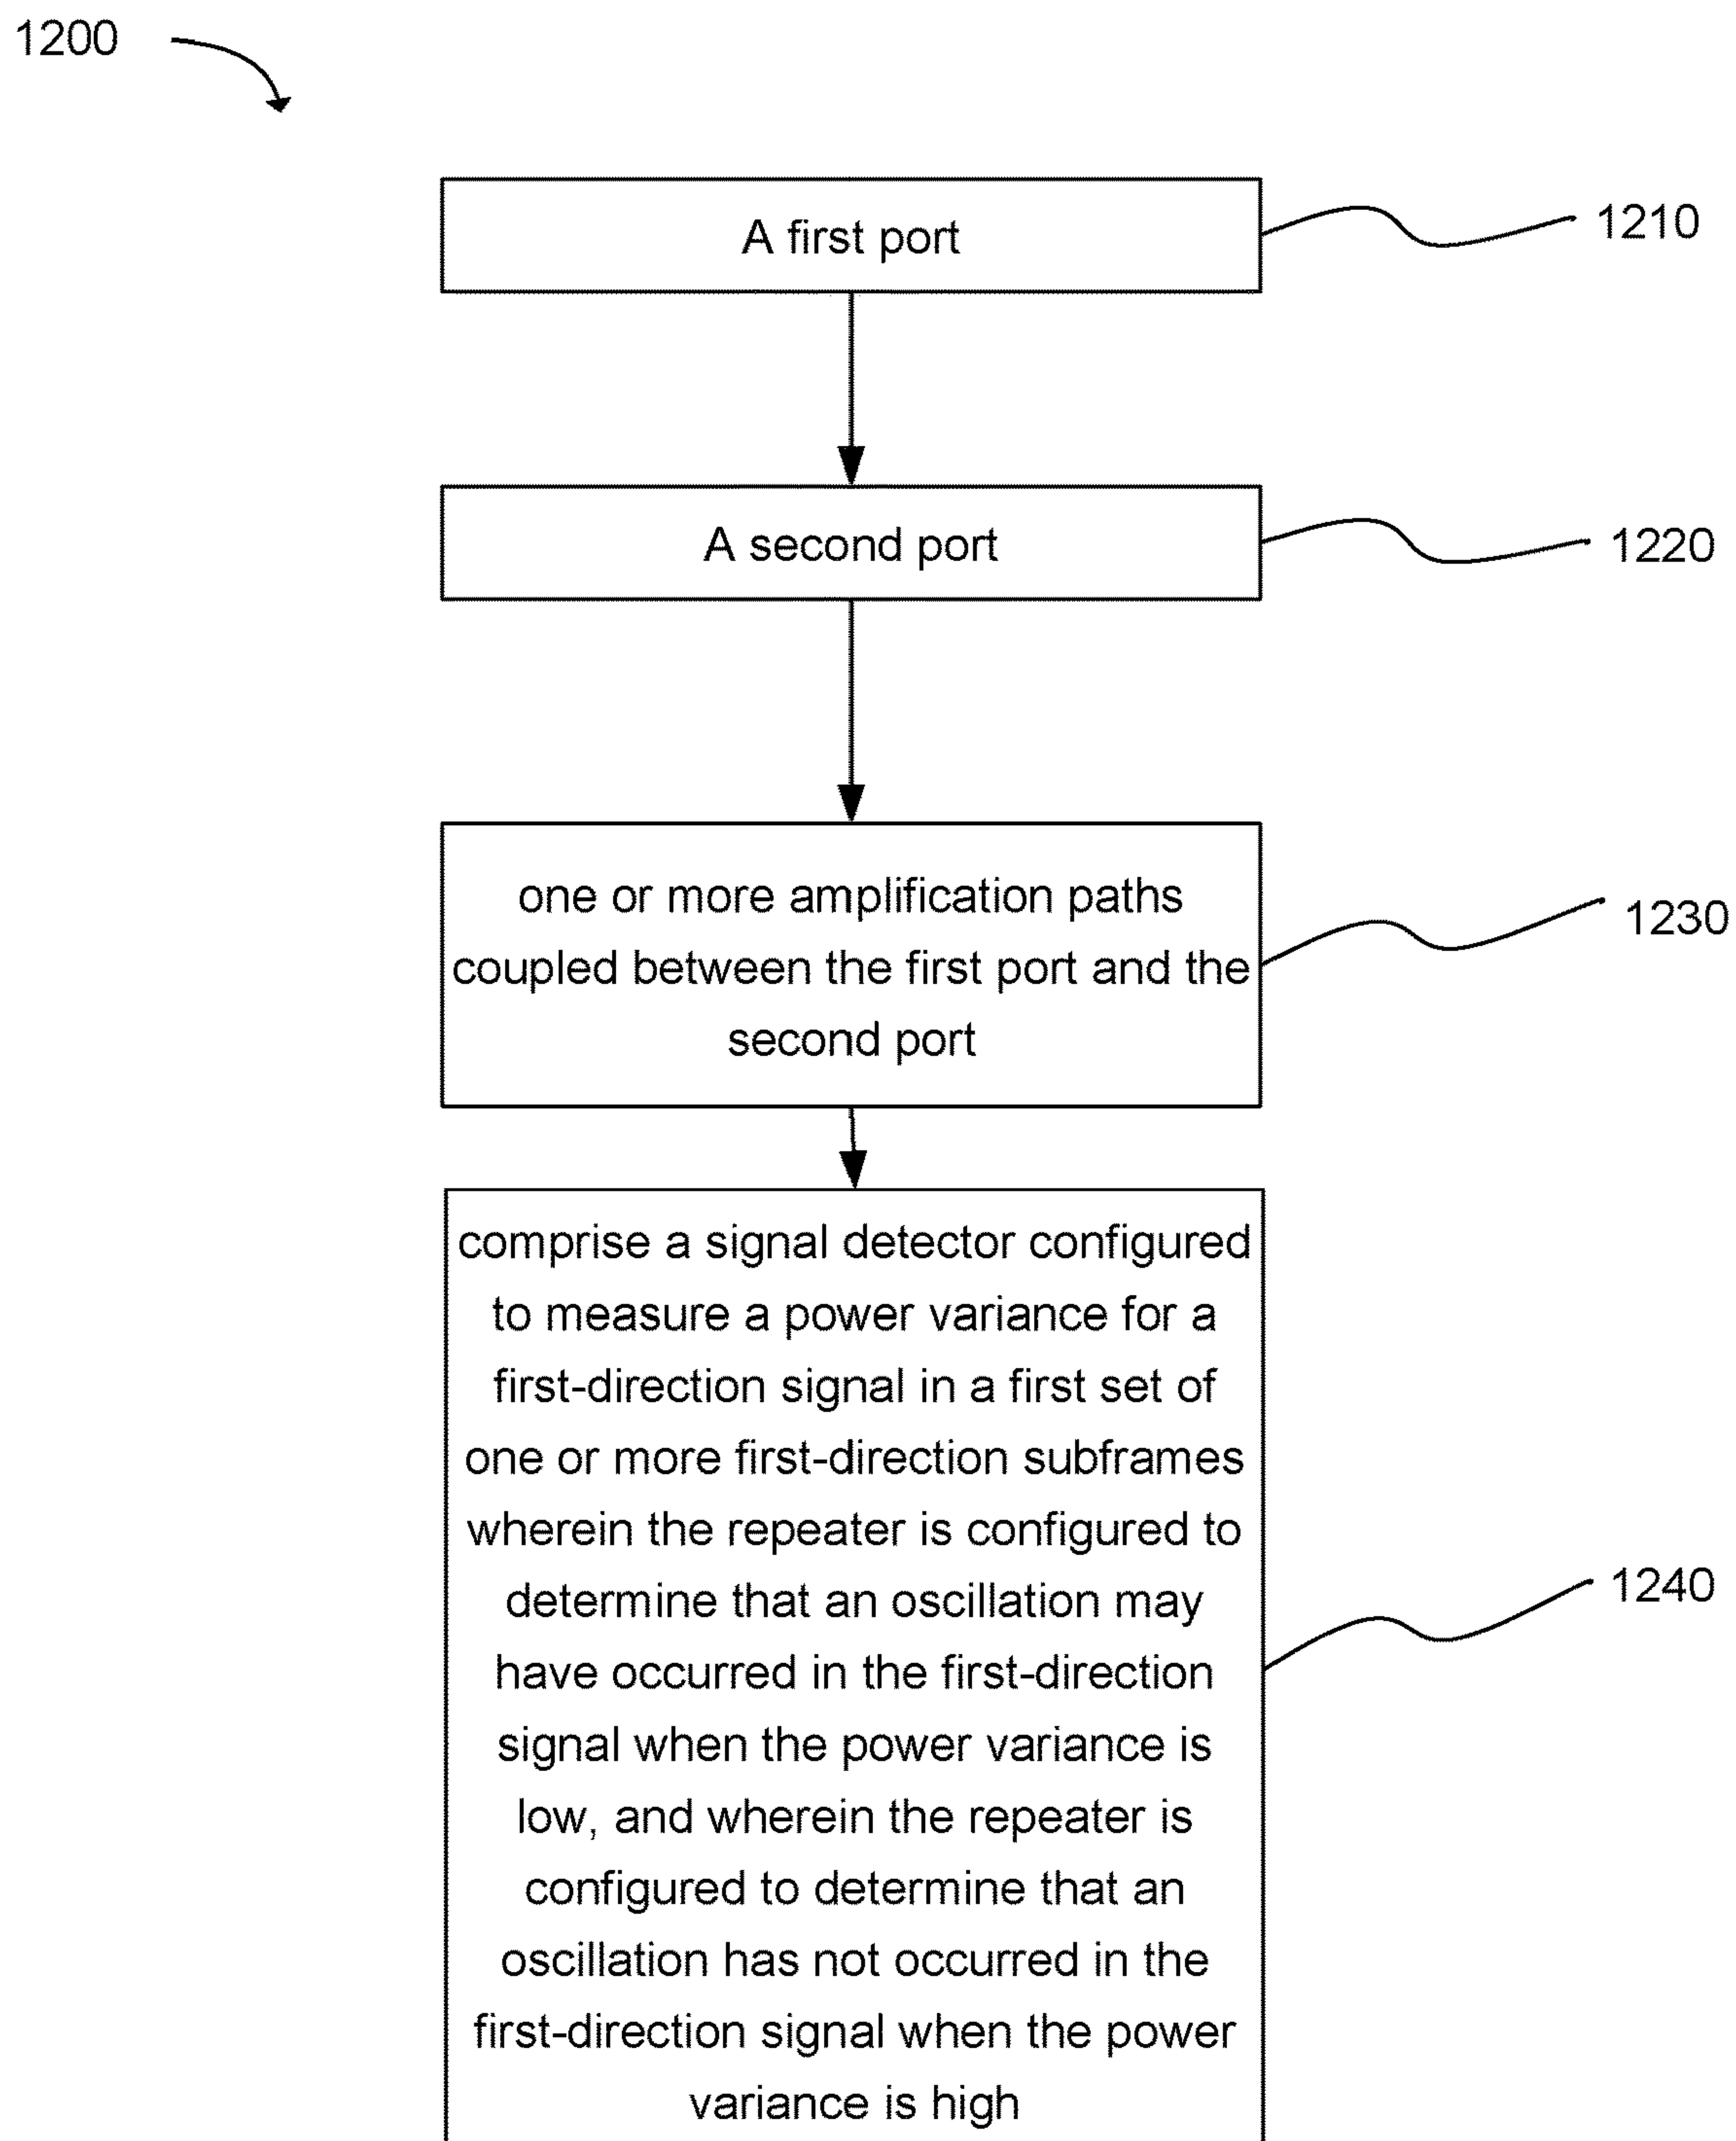 1200
A first port
1210
A second port
1220
one or more amplification paths
coupled between the first port and the
second port
1230
comprise a signal detector configured
to measure a power variance for a
first-direction signal in a first set of
one or more first-direction subframes
wherein the repeater is configured to
determine that an oscillation may
have occurred in the first-direction
signal when the power variance is
low, and wherein the repeater is
configured to determine that an
oscillation has not occurred in the
first-direction signal when the power
variance is high
1240